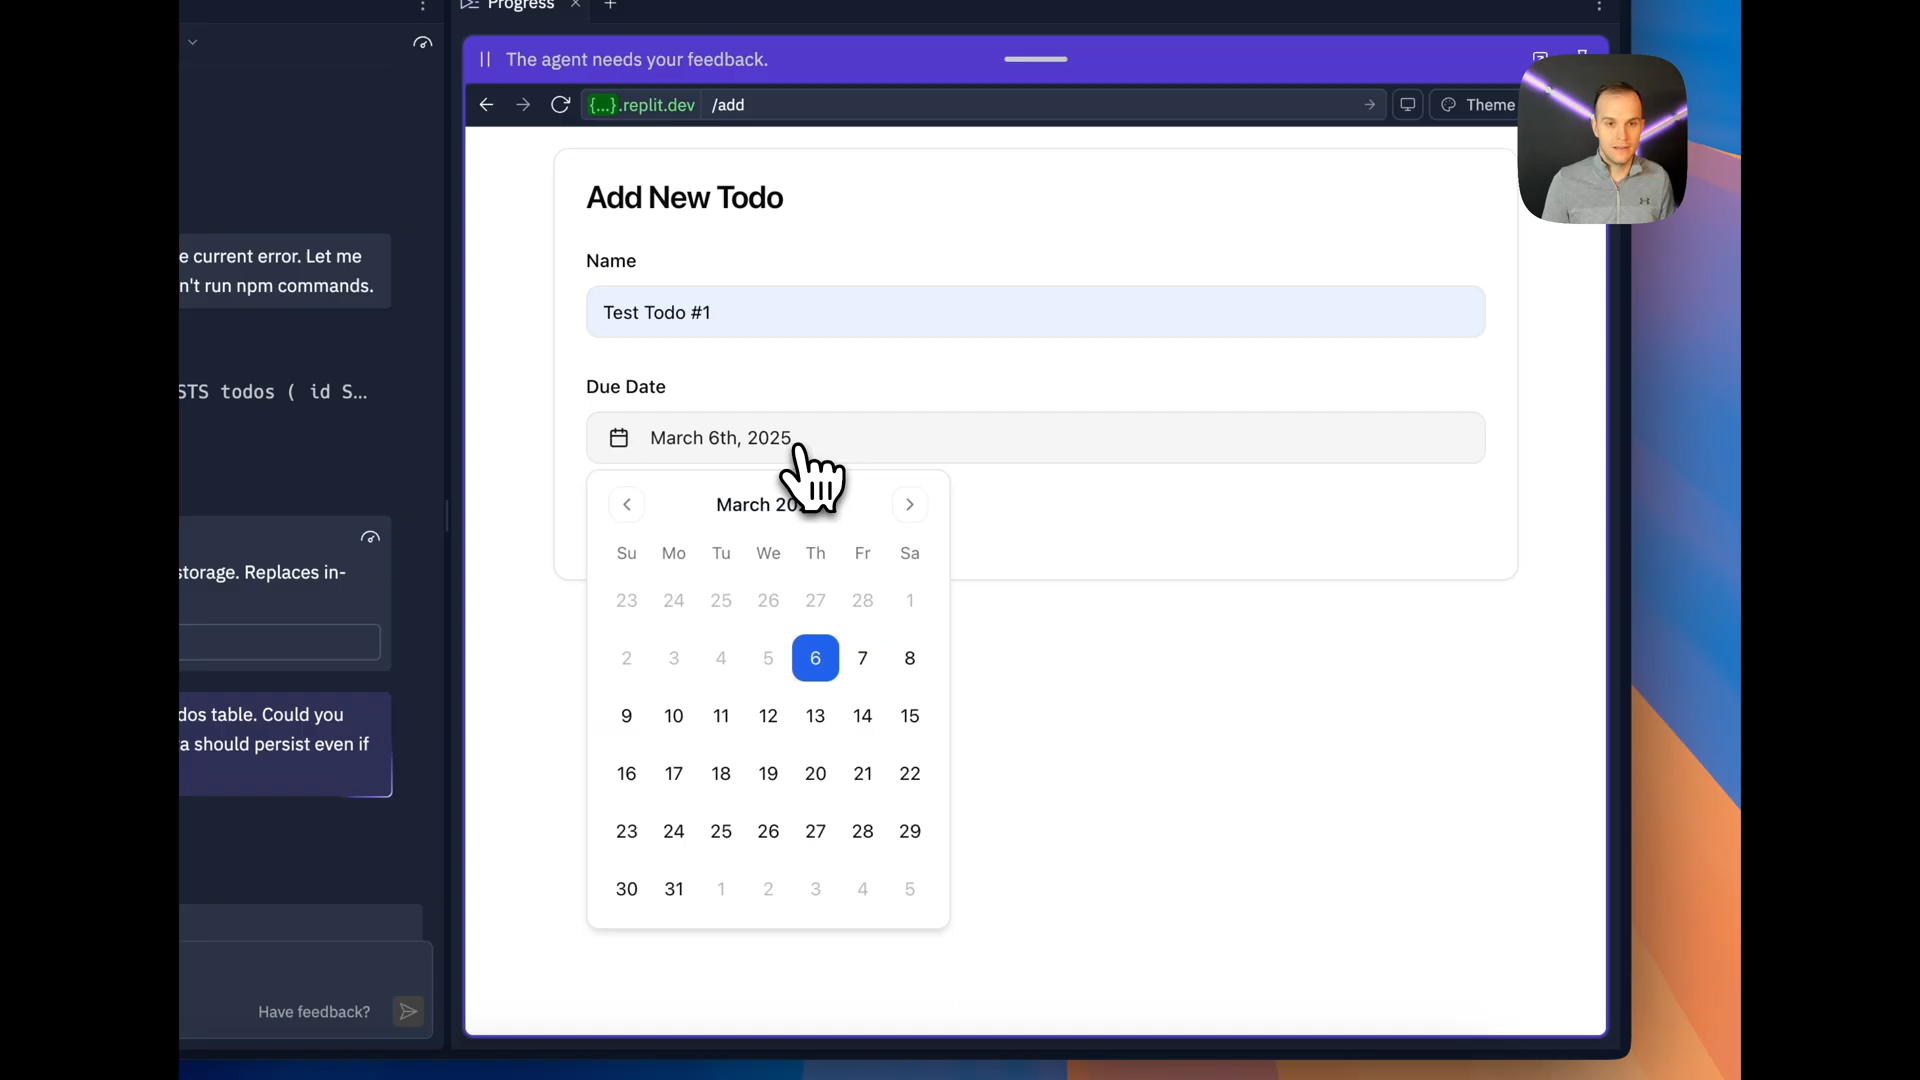 Progress
The agent needs your feedback.
{...}.replit.dev /add
Theme
e current error. Let me
n't run npm commands.
STS todos ( id S...
storage. Replaces in-
dos table. Could you
a should persist even if
Have feedback?
Add New Todo
Name
Test Todo #1
Due Date
March 6th, 2025
March
Su Mo Tu We Th Fr Sa
23 24 25 26 27 28 1
2 3 4 5 6 7 8
9 10 11 12 13 14 15
16 17 18 19 20 21 22
23 24 25 26 27 28 29
30 31 1 2 3 4 5